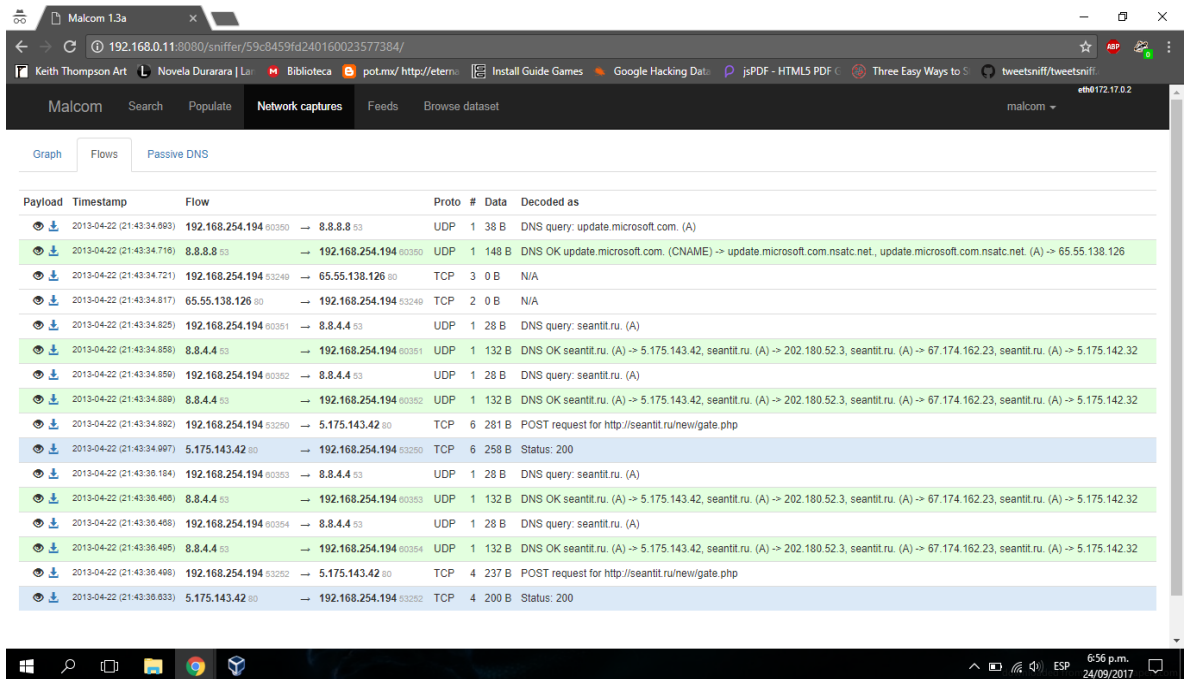 Malcom 1.3a
192.168.0.11:8080/sniffer/59c8459fd240160023577384/
Keith Thompson Art Novela Durarara | Lar Biblioteca pot.mx/ http://eterna Install Guide Games Google Hacking Data jsPDF - HTML5 PDF G Three Easy Ways to S tweetsniff/tweetsniff.
eth0172.17.0.2
Malcom Search Populate Network captures Feeds Browse dataset malcom
Graph Flows Passive DNS
Payload Timestamp Flow Proto # Data Decoded as
2013-04-22 (21:43:34.693) 192.168.254.194 60350 → 8.8.8.8 53 UDP 1 38 B DNS query: update.microsoft.com. (A)
2013-04-22 (21:43:34.716) 8.8.8.8 53 → 192.168.254.194 60350 UDP 1 148 B DNS OK update.microsoft.com. (CNAME) -> update.microsoft.com.nsatc.net., update.microsoft.com.nsatc.net. (A) -> 65.55.138.126
2013-04-22 (21:43:34.721) 192.168.254.194 53249 → 65.55.138.126 80 TCP 3 0 B N/A
2013-04-22 (21:43:34.817) 65.55.138.126 80 → 192.168.254.194 53249 TCP 2 0 B N/A
2013-04-22 (21:43:34.825) 192.168.254.194 60351 → 8.8.4.4 53 UDP 1 28 B DNS query: seantit.ru. (A)
2013-04-22 (21:43:34.858) 8.8.4.4 53 → 192.168.254.194 60351 UDP 1 132 B DNS OK seantit.ru. (A) -> 5.175.143.42, seantit.ru. (A) -> 202.180.52.3, seantit.ru. (A) -> 67.174.162.23, seantit.ru. (A) -> 5.175.142.32
2013-04-22 (21:43:34.859) 192.168.254.194 60352 → 8.8.4.4 53 UDP 1 28 B DNS query: seantit.ru. (A)
2013-04-22 (21:43:34.889) 8.8.4.4 53 → 192.168.254.194 60352 UDP 1 132 B DNS OK seantit.ru. (A) -> 5.175.143.42, seantit.ru. (A) -> 202.180.52.3, seantit.ru. (A) -> 67.174.162.23, seantit.ru. (A) -> 5.175.142.32
2013-04-22 (21:43:34.892) 192.168.254.194 53250 → 5.175.143.42 80 TCP 6 281 B POST request for http://seantit.ru/new/gate.php
2013-04-22 (21:43:34.997) 5.175.143.42 80 → 192.168.254.194 53250 TCP 6 258 B Status: 200
2013-04-22 (21:43:36.184) 192.168.254.194 60353 → 8.8.4.4 53 UDP 1 28 B DNS query: seantit.ru. (A)
2013-04-22 (21:43:36.466) 8.8.4.4 53 → 192.168.254.194 60353 UDP 1 132 B DNS OK seantit.ru. (A) -> 5.175.143.42, seantit.ru. (A) -> 202.180.52.3, seantit.ru. (A) -> 67.174.162.23, seantit.ru. (A) -> 5.175.142.32
2013-04-22 (21:43:36.468) 192.168.254.194 60354 → 8.8.4.4 53 UDP 1 28 B DNS query: seantit.ru. (A)
2013-04-22 (21:43:36.495) 8.8.4.4 53 → 192.168.254.194 60354 UDP 1 132 B DNS OK seantit.ru. (A) -> 5.175.143.42, seantit.ru. (A) -> 202.180.52.3, seantit.ru. (A) -> 67.174.162.23, seantit.ru. (A) -> 5.175.142.32
2013-04-22 (21:43:36.498) 192.168.254.194 53252 → 5.175.143.42 80 TCP 4 237 B POST request for http://seantit.ru/new/gate.php
2013-04-22 (21:43:36.633) 5.175.143.42 80 → 192.168.254.194 53252 TCP 4 200 B Status: 200
ESP 6:56 p.m.
24/09/2017